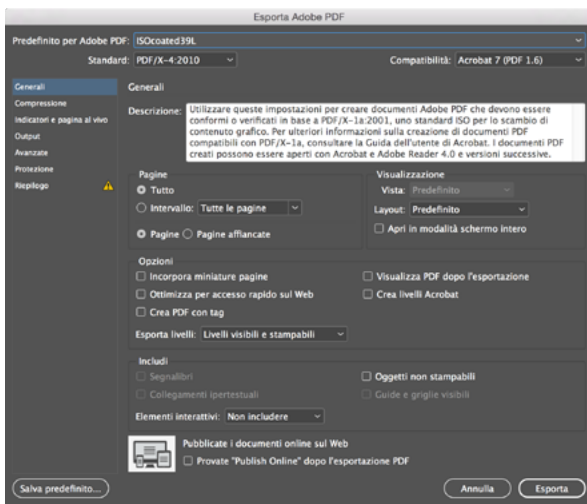 Esporta Adobe PDF
Predefinito per Adobe PDF: ISOcoated39L
Standard: PDF/X-4:2010 Compatibilità: Acrobat 7 (PDF 1.6)
Generali
Compressione
Indicatori e pagina al vivo
Output
Avanzate
Protezione
Riepilogo
Generali
Descrizione: Utilizzare queste impostazioni per creare documenti Adobe PDF che devono essere
conformi o verificati in base a PDF/X-1a:2001, uno standard ISO per lo scambio di
contenuto grafico. Per ulteriori informazioni sulla creazione di documenti PDF
compatibili con PDF/X-1a, consultare la Guida dell'utente di Acrobat. I documenti PDF
creati possono essere aperti con Acrobat e Adobe Reader 4.0 e versioni successive.
Pagine
Tutto
Intervallo: Tutte le pagine
Pagine Pagine affiancate
Visualizzazione
Vista: Predefinito
Layout: Predefinito
Apri in modalità schermo intero
Opzioni
Incorpora miniature pagine Visualizza PDF dopo l'esportazione
Ottimizza per accesso rapido sul Web Crea livelli Acrobat
Crea PDF con tag
Esporta livelli: Livelli visibili e stampabili
Includi
Segnalibri Oggetti non stampabili
Collegamenti ipertestuali Guide e griglie visibili
Elementi interattivi: Non includere
Pubblicate i documenti online sul Web
Provate "Publish Online" dopo l'esportazione PDF
Salva predefinito... Annulla Esporta